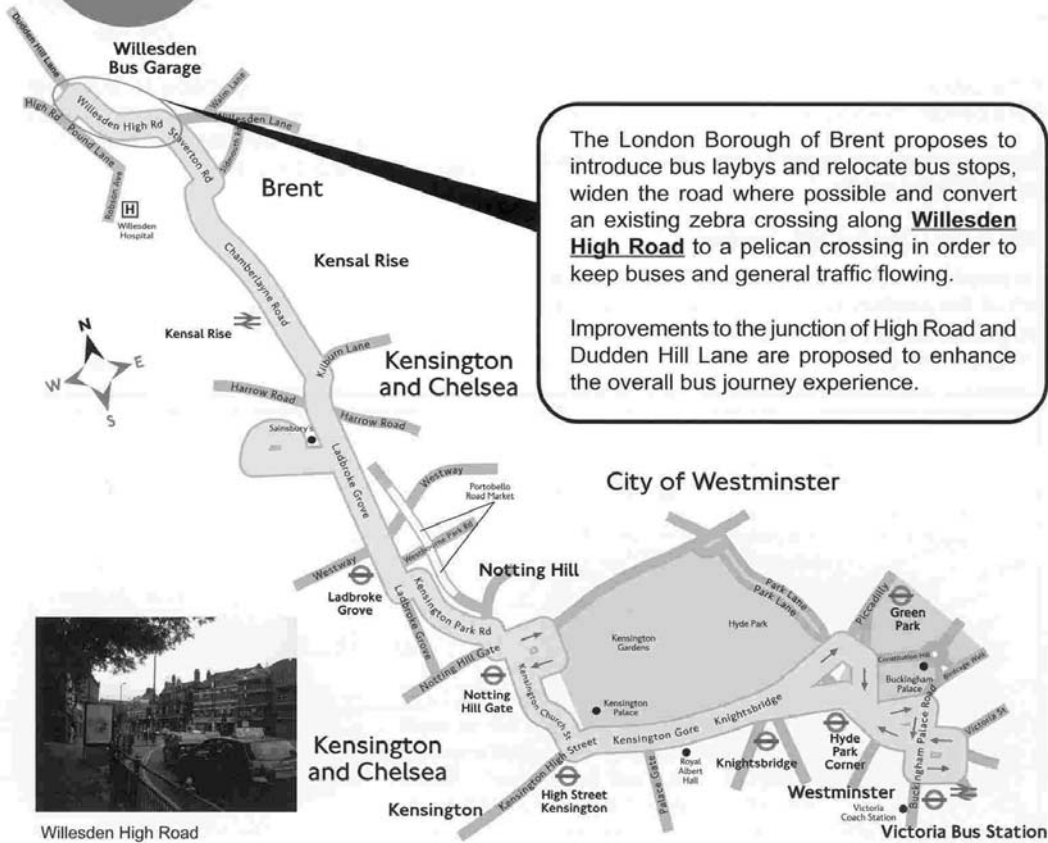 Dudden Hill Lane
Willesden
Bus Garage
Willesden High Rd
High Rd
Pound Lane
Robson Ave
H
Willesden
Hospital
Walm Lane
Willesden Lane
Sidmouth Rd
Staverton Rd
Brent
The London Borough of Brent proposes to
introduce bus laybys and relocate bus stops,
widen the road where possible and convert
an existing zebra crossing along Willesden
High Road to a pelican crossing in order to
keep buses and general traffic flowing.
Improvements to the junction of High Road and
Dudden Hill Lane are proposed to enhance
the overall bus journey experience.
Kensal Rise
Chamberlayne Road
Kensal Rise
N
E
S
W
Kilburn Lane
Kensington
and Chelsea
Harrow Road
Harrow Road
Sainsbury's
Ladbroke Grove
Westway
Portobello
Road Market
Westbourne Park Rd
Westway
Ladbroke
Grove
Ladbroke Grove
Kensington Park Rd
Notting Hill
Notting Hill Gate
Notting
Hill Gate
City of Westminster
Park Lane
Park Lane
Hyde Park
Kensington
Gardens
Kensington
Palace
Kensington Church St
Kensington High Street
Kensington Gore
Knightsbridge
Piccadilly
Green
Park
Constitution Hill
Birdcage Walk
Buckingham
Palace
Buckingham Palace Road
Victoria St
Hyde
Park
Corner
Knightsbridge
Royal
Albert
Hall
Palace Gate
High Street
Kensington
Kensington
Kensington
and Chelsea
Westminster
Victoria
Coach Station
Victoria Bus Station
Willesden High Road